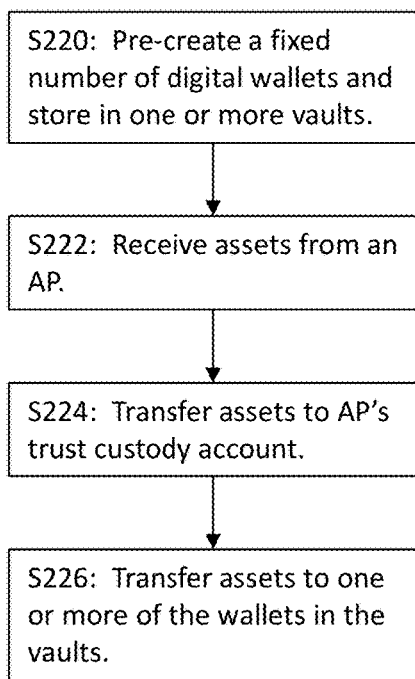 S220:  Pre-create a fixed
number of digital wallets and
store in one or more vaults.
S222:  Receive assets from an
AP.
S224:  Transfer assets to AP's
trust custody account.
S226:  Transfer assets to one
or more of the wallets in the
vaults.